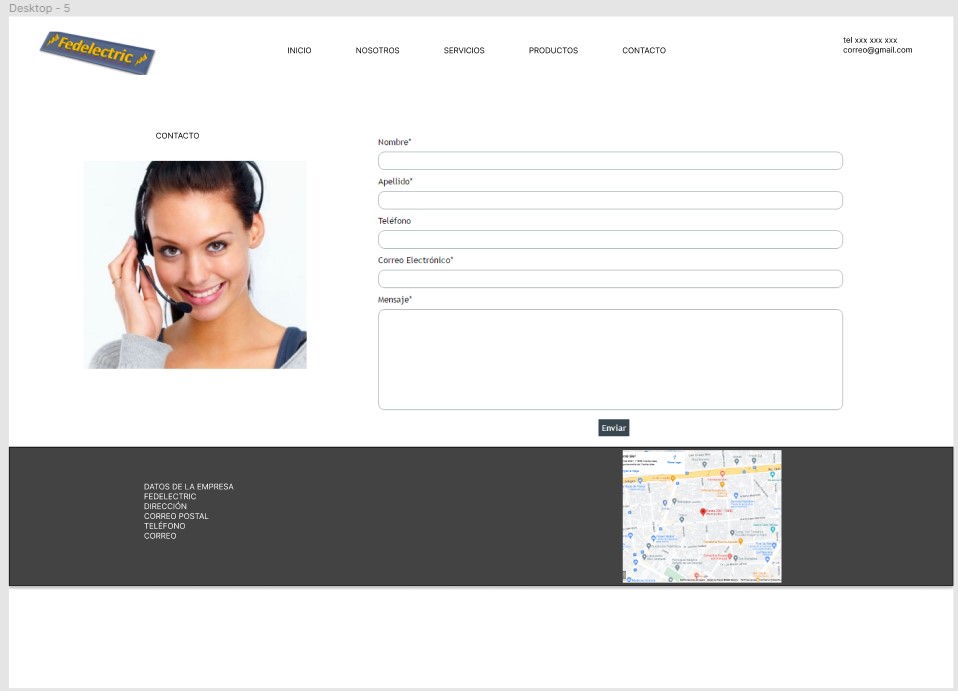 Desktop - 5
Fedelectric
INICIO
NOSOTROS
SERVICIOS
PRODUCTOS
CONTACTO
tel xxx xxx xxx
correo@gmail.com
CONTACTO
Nombre*
Apellido*
Teléfono
Correo Electrónico*
Mensaje*
Enviar
DATOS DE LA EMPRESA
FEDELECTRIC
DIRECCIÓN
CORREO POSTAL
TELÉFONO
CORREO